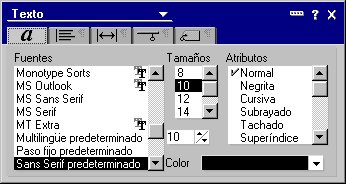 Texto
a
Fuentes
Tamaños
Atributos
Monotype Sorts
MS Outlook
MS Sans Serif
MS Serif
MT Extra
Multilingüe predeterminado
Paso fijo predeterminado
Sans Serif predeterminado
8
10
12
14
10
Normal
Negrita
Cursiva
Subrayado
Tachado
Superíndice
Color